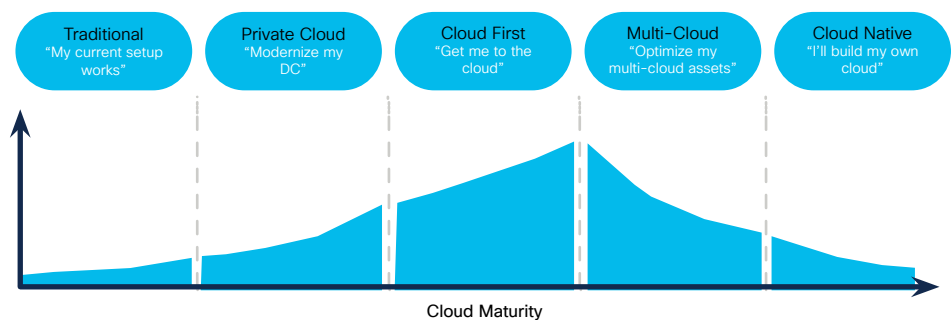 Traditional
“My current setup
works”
Private Cloud
“Modernize my
DC”
Cloud First
“Get me to the
cloud”
Multi-Cloud
“Optimize my
multi-cloud assets”
Cloud Native
“I’ll build my own
cloud”
Cloud Maturity